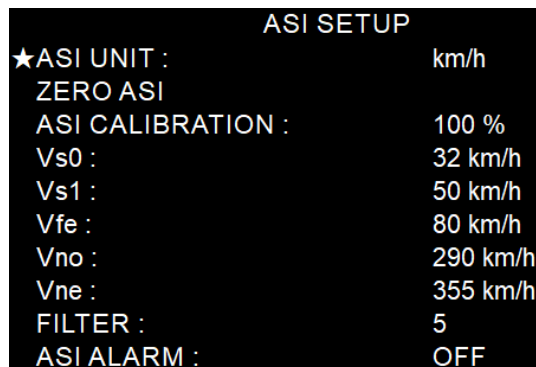 ASI SETUP
★ASI UNIT : km/h
ZERO ASI
ASI CALIBRATION : 100 %
Vs0 : 32 km/h
Vs1 : 50 km/h
Vfe : 80 km/h
Vno : 290 km/h
Vne : 355 km/h
FILTER : 5
ASI ALARM : OFF